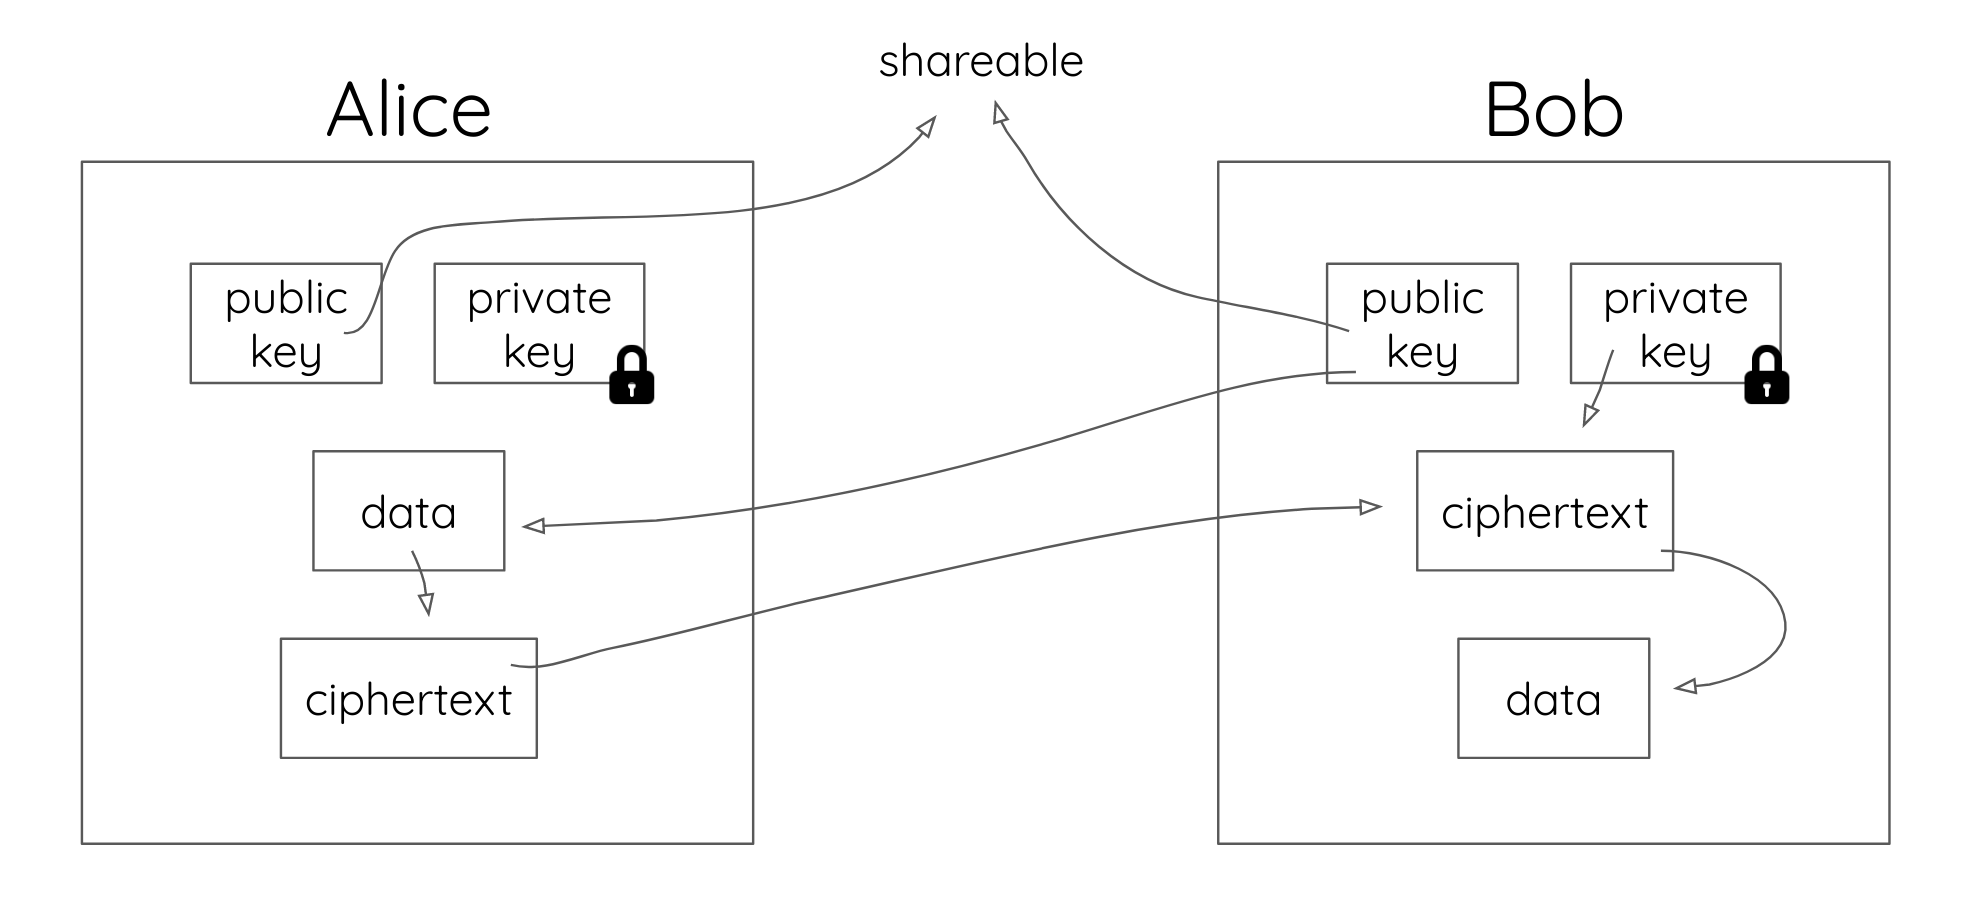 shareable
Alice
public
key
private
key
data
ciphertext
Bob
public
key
private
key
ciphertext
data